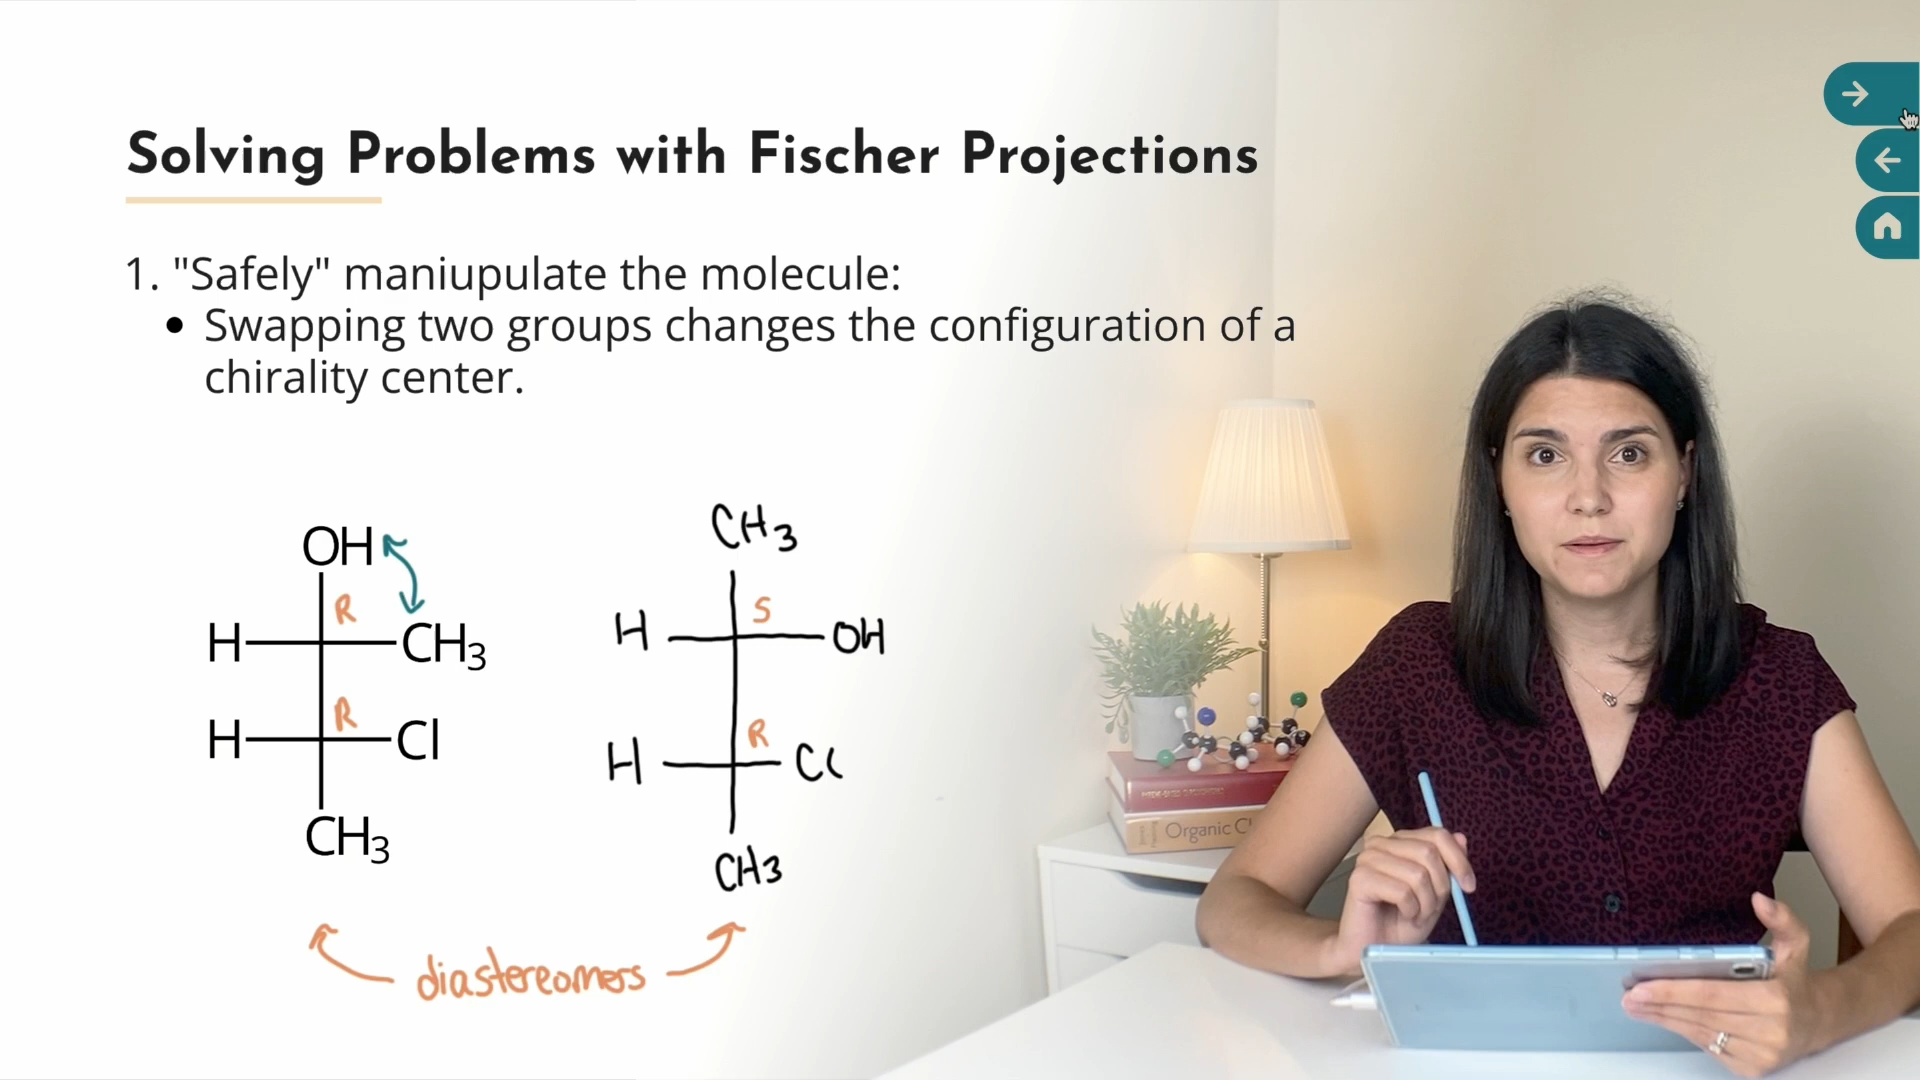 Solving Problems with Fischer Projections
1. "Safely" maniupulate the molecule:
• Swapping two groups changes the configuration of a
chirality center.
OH
R
H CH₃
R
H Cl
CH₃
CH₃
S
H OH
R
H Cl
CH₃
diastereomers
Organic C